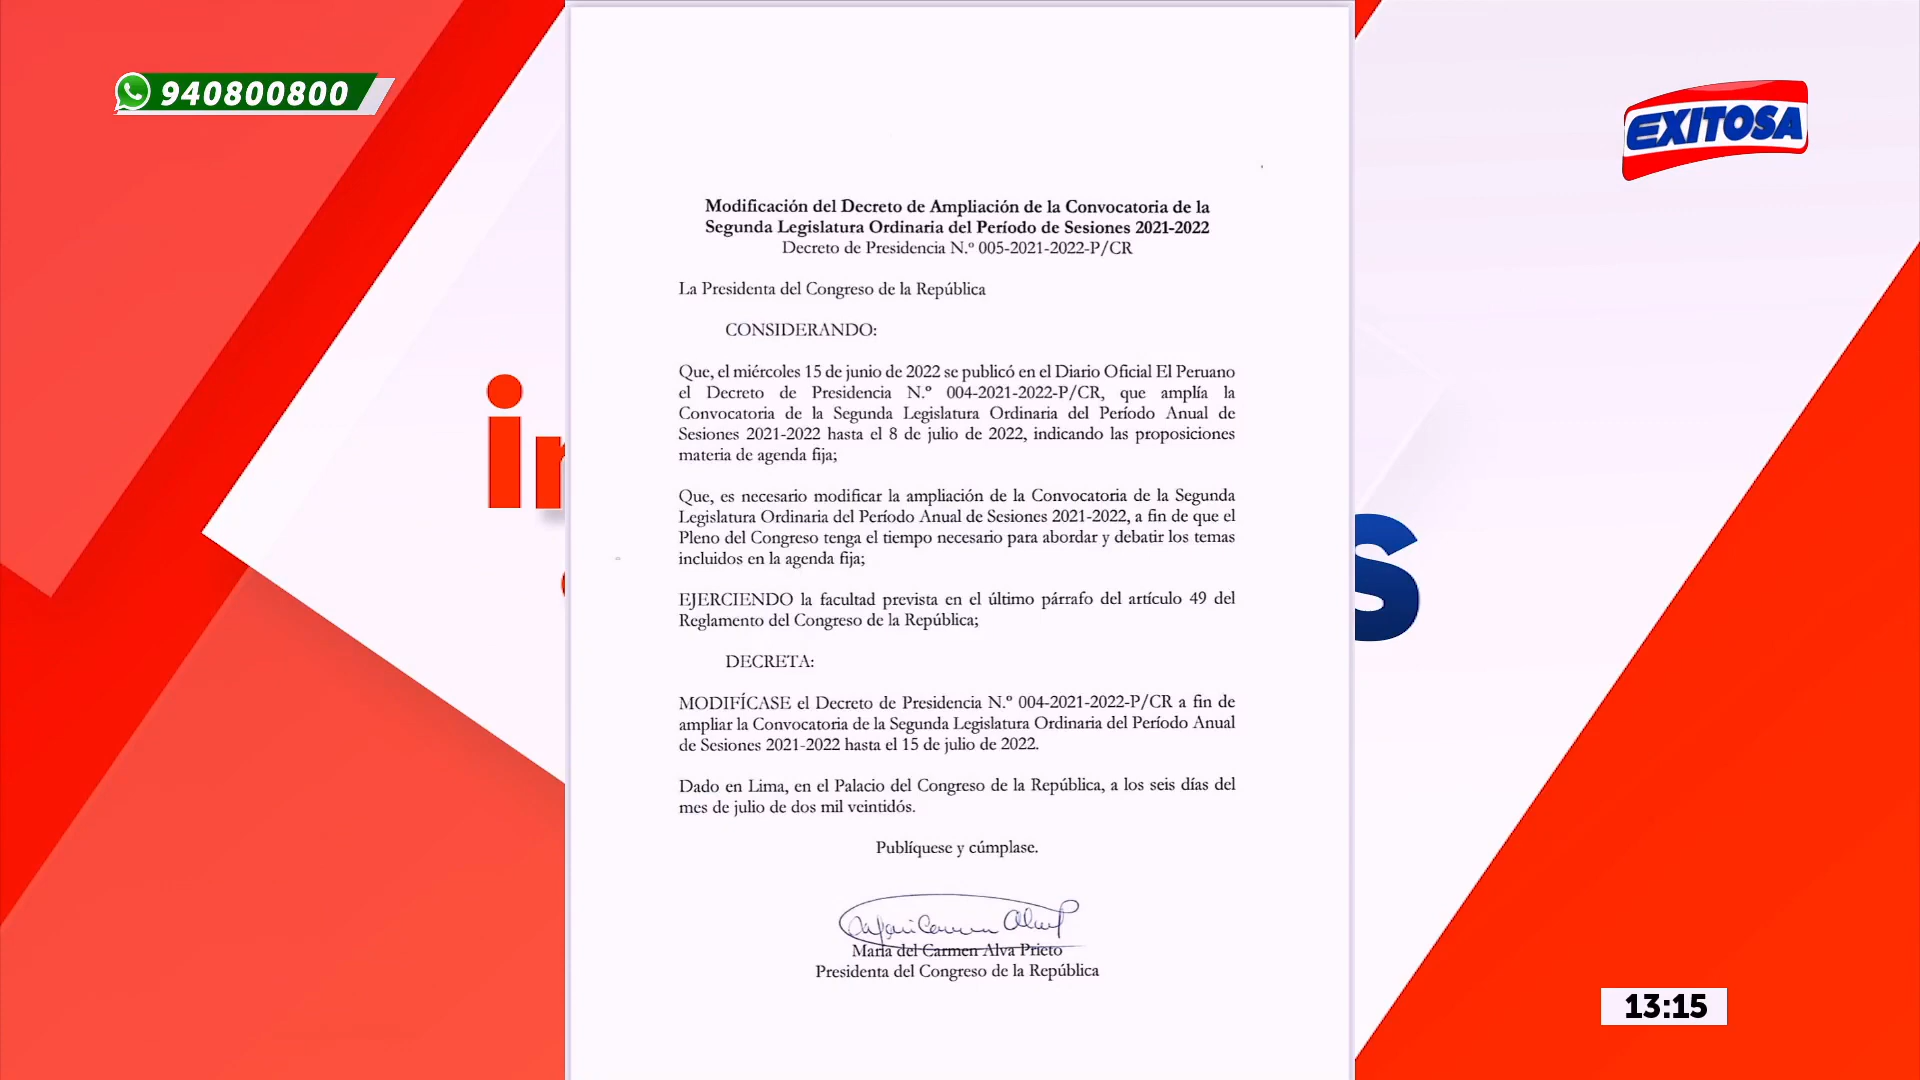 940800800
EXITOSA
Modificación del Decreto de Ampliación de la Convocatoria de la
Segunda Legislatura Ordinaria del Período de Sesiones 2021-2022
Decreto de Presidencia N.º 005-2021-2022-P/CR
La Presidenta del Congreso de la República
CONSIDERANDO:
Que, el miércoles 15 de junio de 2022 se publicó en el Diario Oficial El Peruano
el Decreto de Presidencia N.º 004-2021-2022-P/CR, que amplía la
Convocatoria de la Segunda Legislatura Ordinaria del Período Anual de
Sesiones 2021-2022 hasta el 8 de julio de 2022, indicando las proposiciones
materia de agenda fija;
Que, es necesario modificar la ampliación de la Convocatoria de la Segunda
Legislatura Ordinaria del Período Anual de Sesiones 2021-2022, a fin de que el
Pleno del Congreso tenga el tiempo necesario para abordar y debatir los temas
incluidos en la agenda fija;
EJERCIENDO la facultad prevista en el último párrafo del artículo 49 del
Reglamento del Congreso de la República;
DECRETA:
MODIFÍCASE el Decreto de Presidencia N.º 004-2021-2022-P/CR a fin de
ampliar la Convocatoria de la Segunda Legislatura Ordinaria del Período Anual
de Sesiones 2021-2022 hasta el 15 de julio de 2022.
Dado en Lima, en el Palacio del Congreso de la República, a los seis días del
mes de julio de dos mil veintidós.
Publíquese y cúmplase.
María del Carmen Alva Prieto
Presidenta del Congreso de la República
13:15